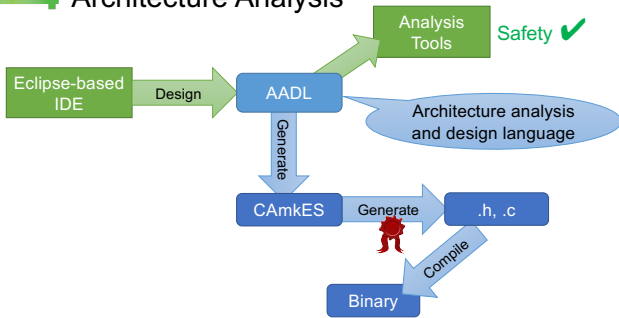 Architecture Analysis
Analysis
Tools
Safety ✔
Eclipse-based
IDE
Design
AADL
Architecture analysis
and design language
Generate
CAmkES
Generate
.h, .c
Compile
Binary